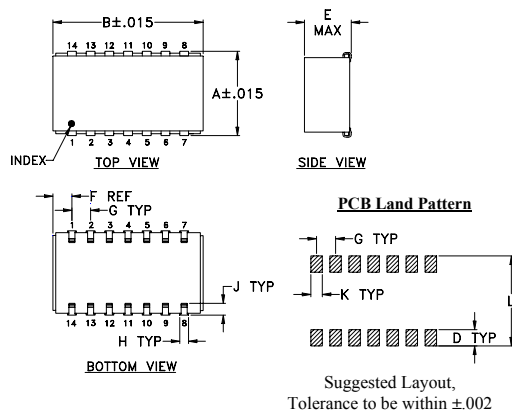 B±.015
14 13 12 11 10 9 8
A±.015
INDEX
1 2 3 4 5 6 7
TOP VIEW
E
MAX
SIDE VIEW
F REF
G TYP
1 2 3 4 5 6 7
J TYP
14 13 12 11 10 9 8
H TYP
BOTTOM VIEW
PCB Land Pattern
G TYP
K TYP
L
D TYP
Suggested Layout,
Tolerance to be within ±.002